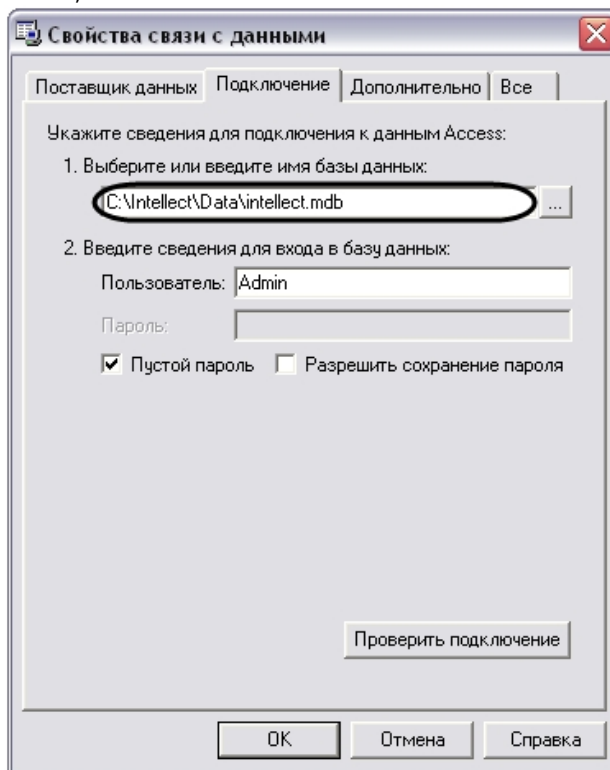 Свойства связи с данными
Поставщик данных Подключение Дополнительно Все
Укажите сведения для подключения к данным Access:
1. Выберите или введите имя базы данных:
C:\Intellect\Data\intellect.mdb ...
2. Введите сведения для входа в базу данных:
Пользователь: Admin
Пароль:
Пустой пароль Разрешить сохранение пароля
Проверить подключение
OK Отмена Справка